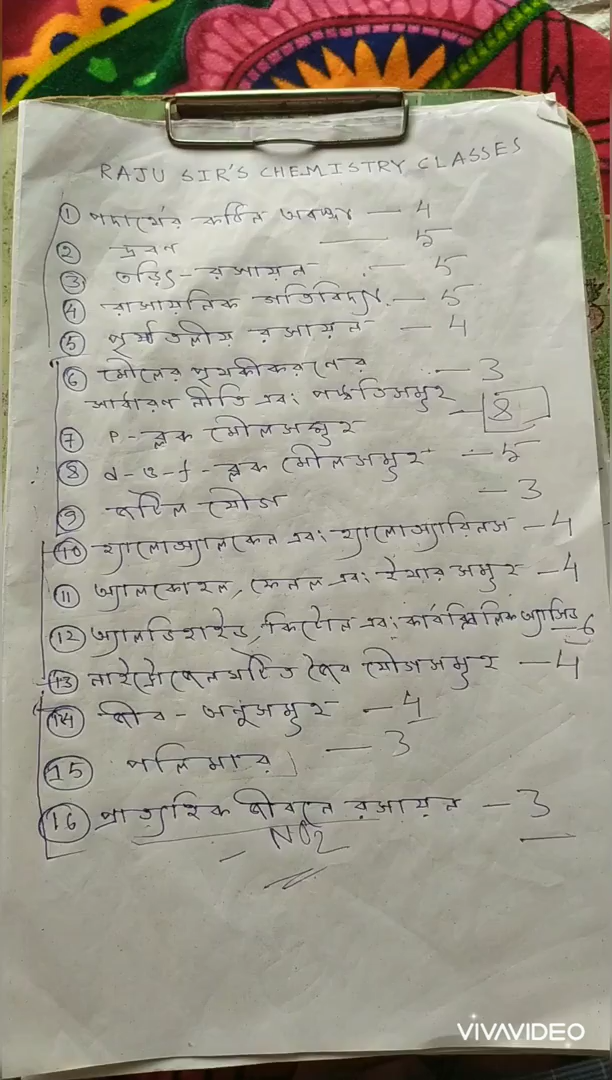 RAJU SIR'S CHEMISTRY CLASSES
① পদার্থের কঠিন অবস্থা — 4
② দ্রবণ — 5
③ তড়িৎ-রসায়ন — 5
④ রাসায়নিক গতিবিদ্যা — 5
⑤ পৃষ্ঠতলীয় রসায়ন — 4
⑥ মৌলের পৃথকীকরণের — 3
সাধারণ নীতি এবং পদ্ধতিসমুহ
⑦ P-ব্লক মৌলসমুহ — 8
⑧ d-ও-f-ব্লক মৌলসমুহ — 5
⑨ জটিল যৌগ — 3
⑩ হ্যালোঅ্যালকেন এবং হ্যালোঅ্যারিনস — 4
⑪ অ্যালকোহল, ফেনল এবং ইথার সমুহ — 4
⑫ অ্যালডিহাইড, কিটোন এবং কার্বক্সিলিক অ্যাসিড — 6
⑬ নাইট্রোজেনঘটিত জৈব যৌগসমুহ — 4
⑭ জীব-অনুসমুহ — 4
⑮ পলিমার — 3
⑯ প্রাত্যহিক জীবনে রসায়ন — 3
NO2
VIVAVIDEO